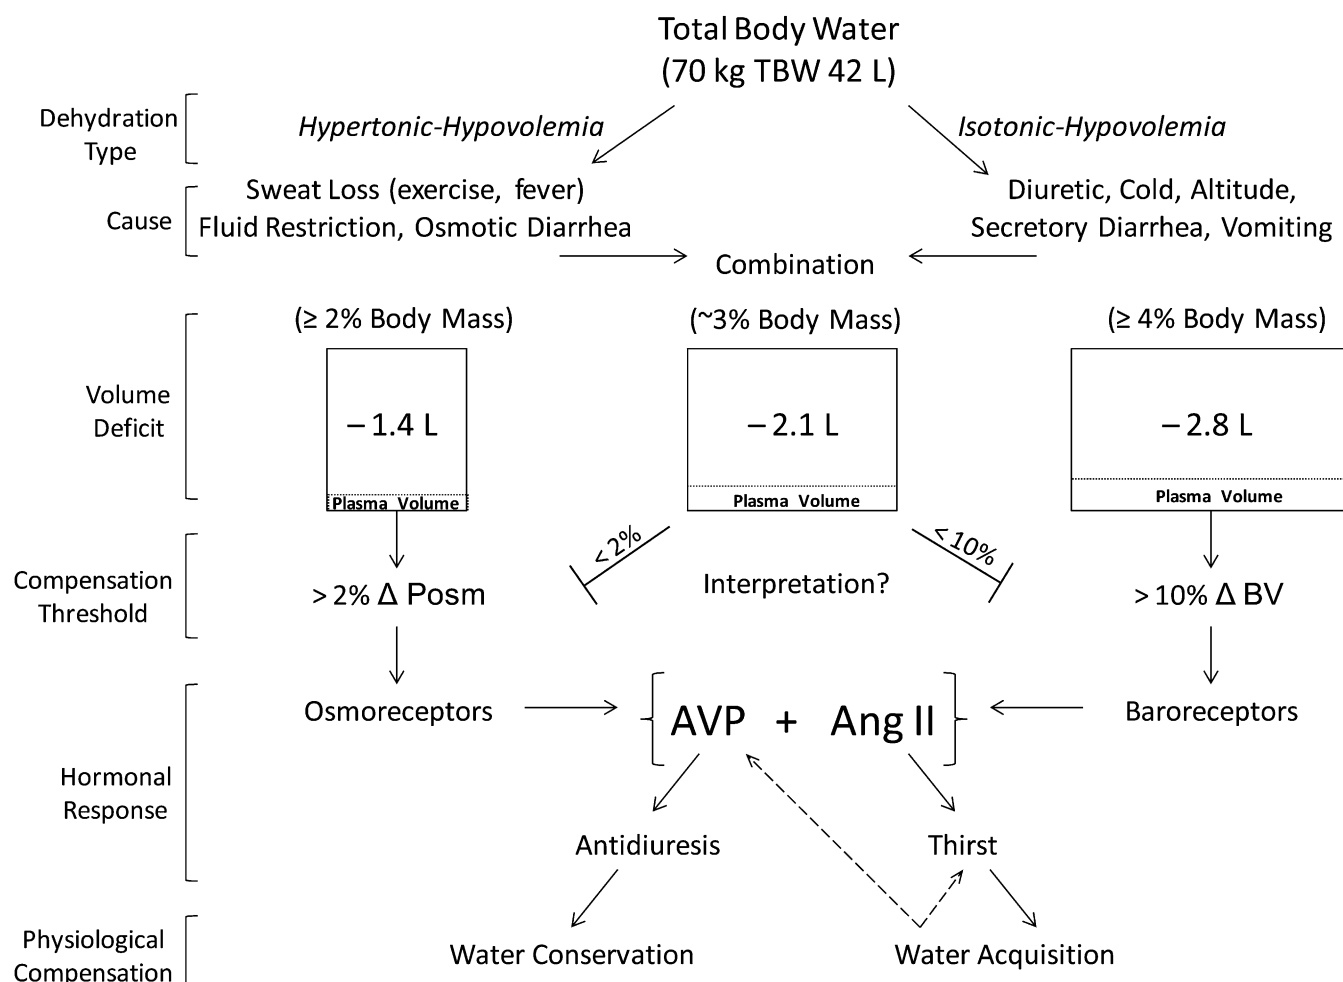 Total Body Water
(70 kg TBW 42 L)
Dehydration
Type
Hypertonic-Hypovolemia
Isotonic-Hypovolemia
Cause
Sweat Loss (exercise, fever)
Fluid Restriction, Osmotic Diarrhea
Diuretic, Cold, Altitude,
Secretory Diarrhea, Vomiting
Combination
Volume
Deficit
(≥ 2% Body Mass)
(~3% Body Mass)
(≥ 4% Body Mass)
– 1.4 L
– 2.1 L
– 2.8 L
Plasma Volume
Plasma Volume
Plasma Volume
Compensation
Threshold
> 2% Δ Posm
< 2%
Interpretation?
< 10%
> 10% Δ BV
Hormonal
Response
Osmoreceptors
AVP + Ang II
Baroreceptors
Antidiuresis
Thirst
Physiological
Compensation
Water Conservation
Water Acquisition